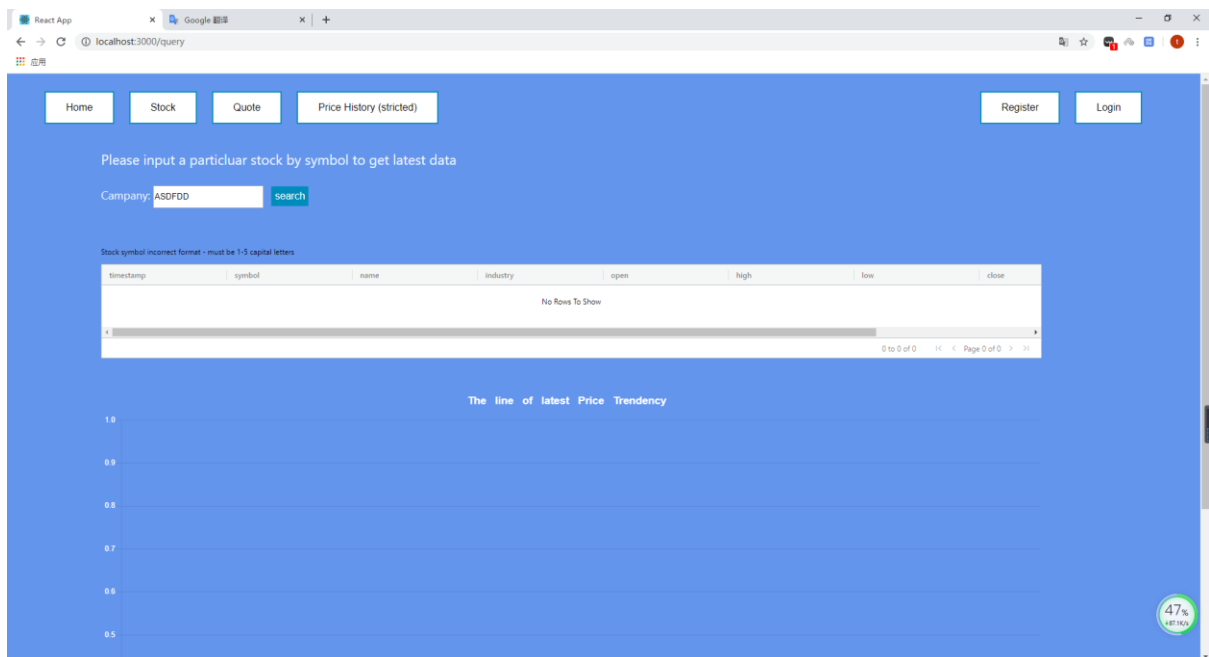 React App
Google 翻译
localhost:3000/query
应用
Home Stock Quote Price History (stricted) Register Login
Please input a particluar stock by symbol to get latest data
Campany: ASDFDD search
Stock symbol incorrect format - must be 1-5 capital letters
timestamp symbol name industry open high low close
No Rows To Show
0 to 0 of 0 Page 0 of 0
The line of latest Price Trendency
1.0
0.9
0.8
0.7
0.6
0.5
47%
87.1K/s